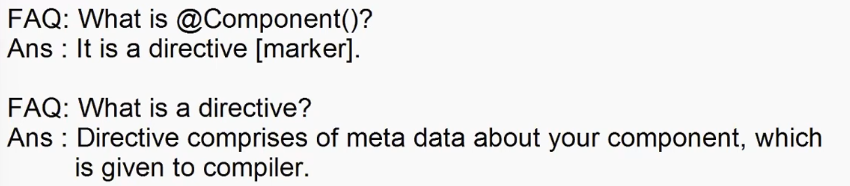 FAQ: What is @Component()?
Ans : It is a directive [marker].
FAQ: What is a directive?
Ans : Directive comprises of meta data about your component, which
is given to compiler.